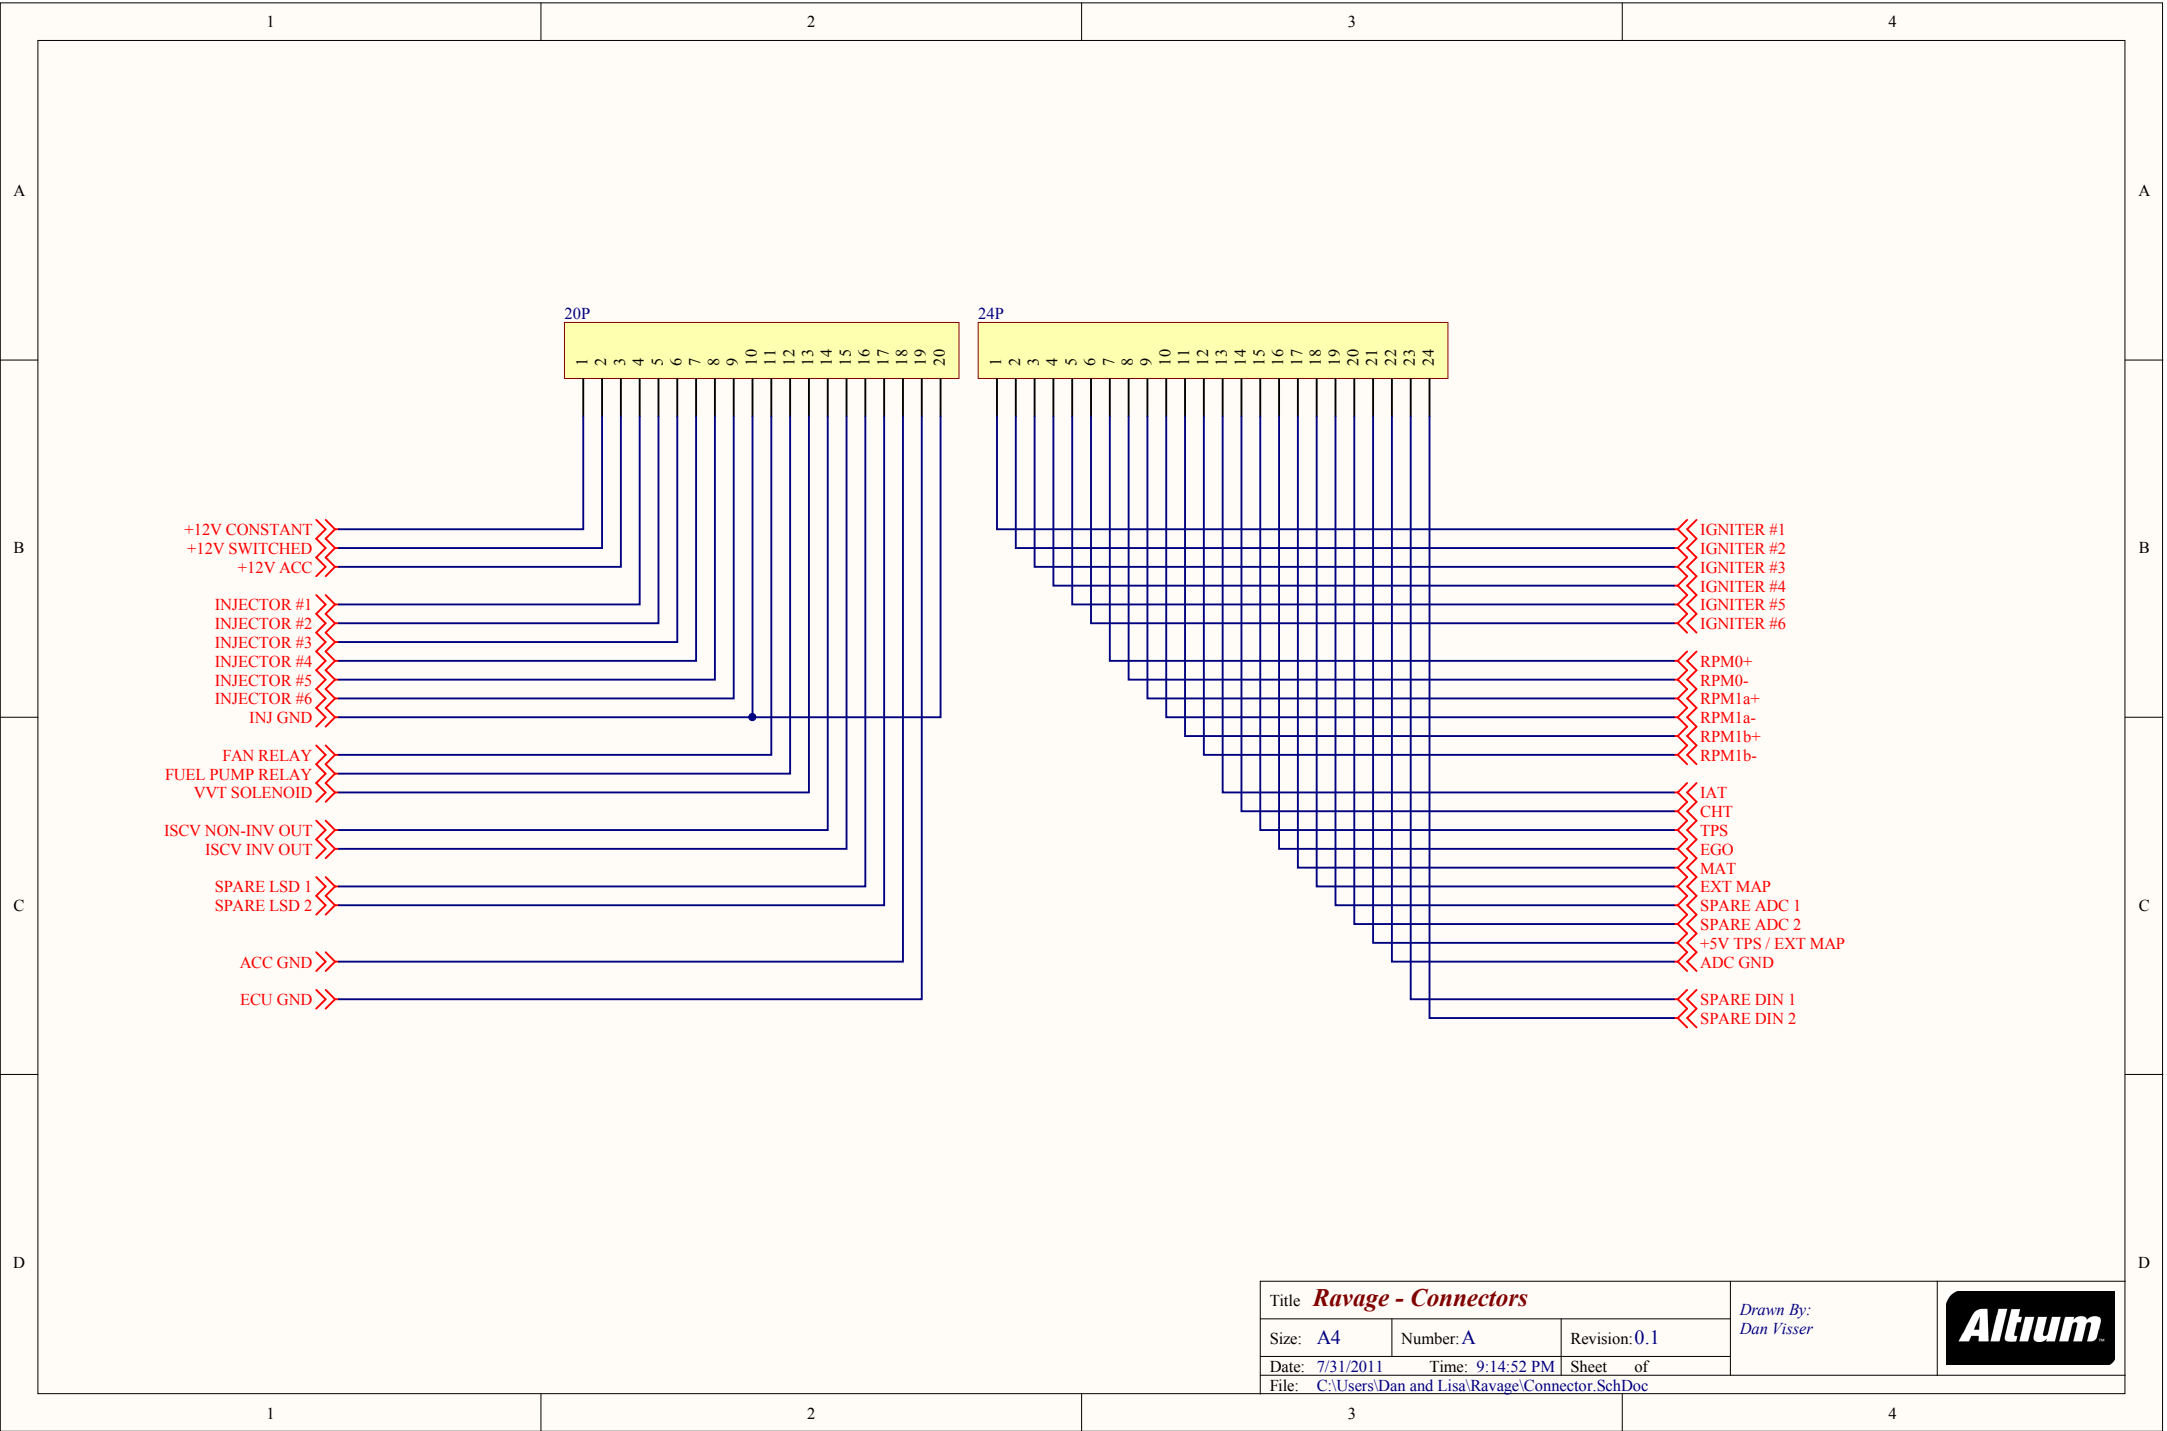 1 2 3 4
A A
20P 24P
1 2 3 4 5 6 7 8 9 10 11 12 13 14 15 16 17 18 19 20
1 2 3 4 5 6 7 8 9 10 11 12 13 14 15 16 17 18 19 20 21 22 23 24
B B
+12V CONSTANT
+12V SWITCHED
+12V ACC
INJECTOR #1
INJECTOR #2
INJECTOR #3
INJECTOR #4
INJECTOR #5
INJECTOR #6
INJ GND
FAN RELAY
FUEL PUMP RELAY
VVT SOLENOID
ISCV NON-INV OUT
ISCV INV OUT
SPARE LSD 1
SPARE LSD 2
ACC GND
ECU GND
IGNITER #1
IGNITER #2
IGNITER #3
IGNITER #4
IGNITER #5
IGNITER #6
RPM0+
RPM0-
RPM1a+
RPM1a-
RPM1b+
RPM1b-
IAT
CHT
TPS
EGO
MAT
EXT MAP
SPARE ADC 1
SPARE ADC 2
+5V TPS / EXT MAP
ADC GND
SPARE DIN 1
SPARE DIN 2
C C
D D
Title Ravage - Connectors
Size: A4 Number: A Revision: 0.1
Date: 7/31/2011 Time: 9:14:52 PM Sheet of
File: C:\Users\Dan and Lisa\Ravage\Connector.SchDoc
Drawn By:
Dan Visser
Altium
1 2 3 4